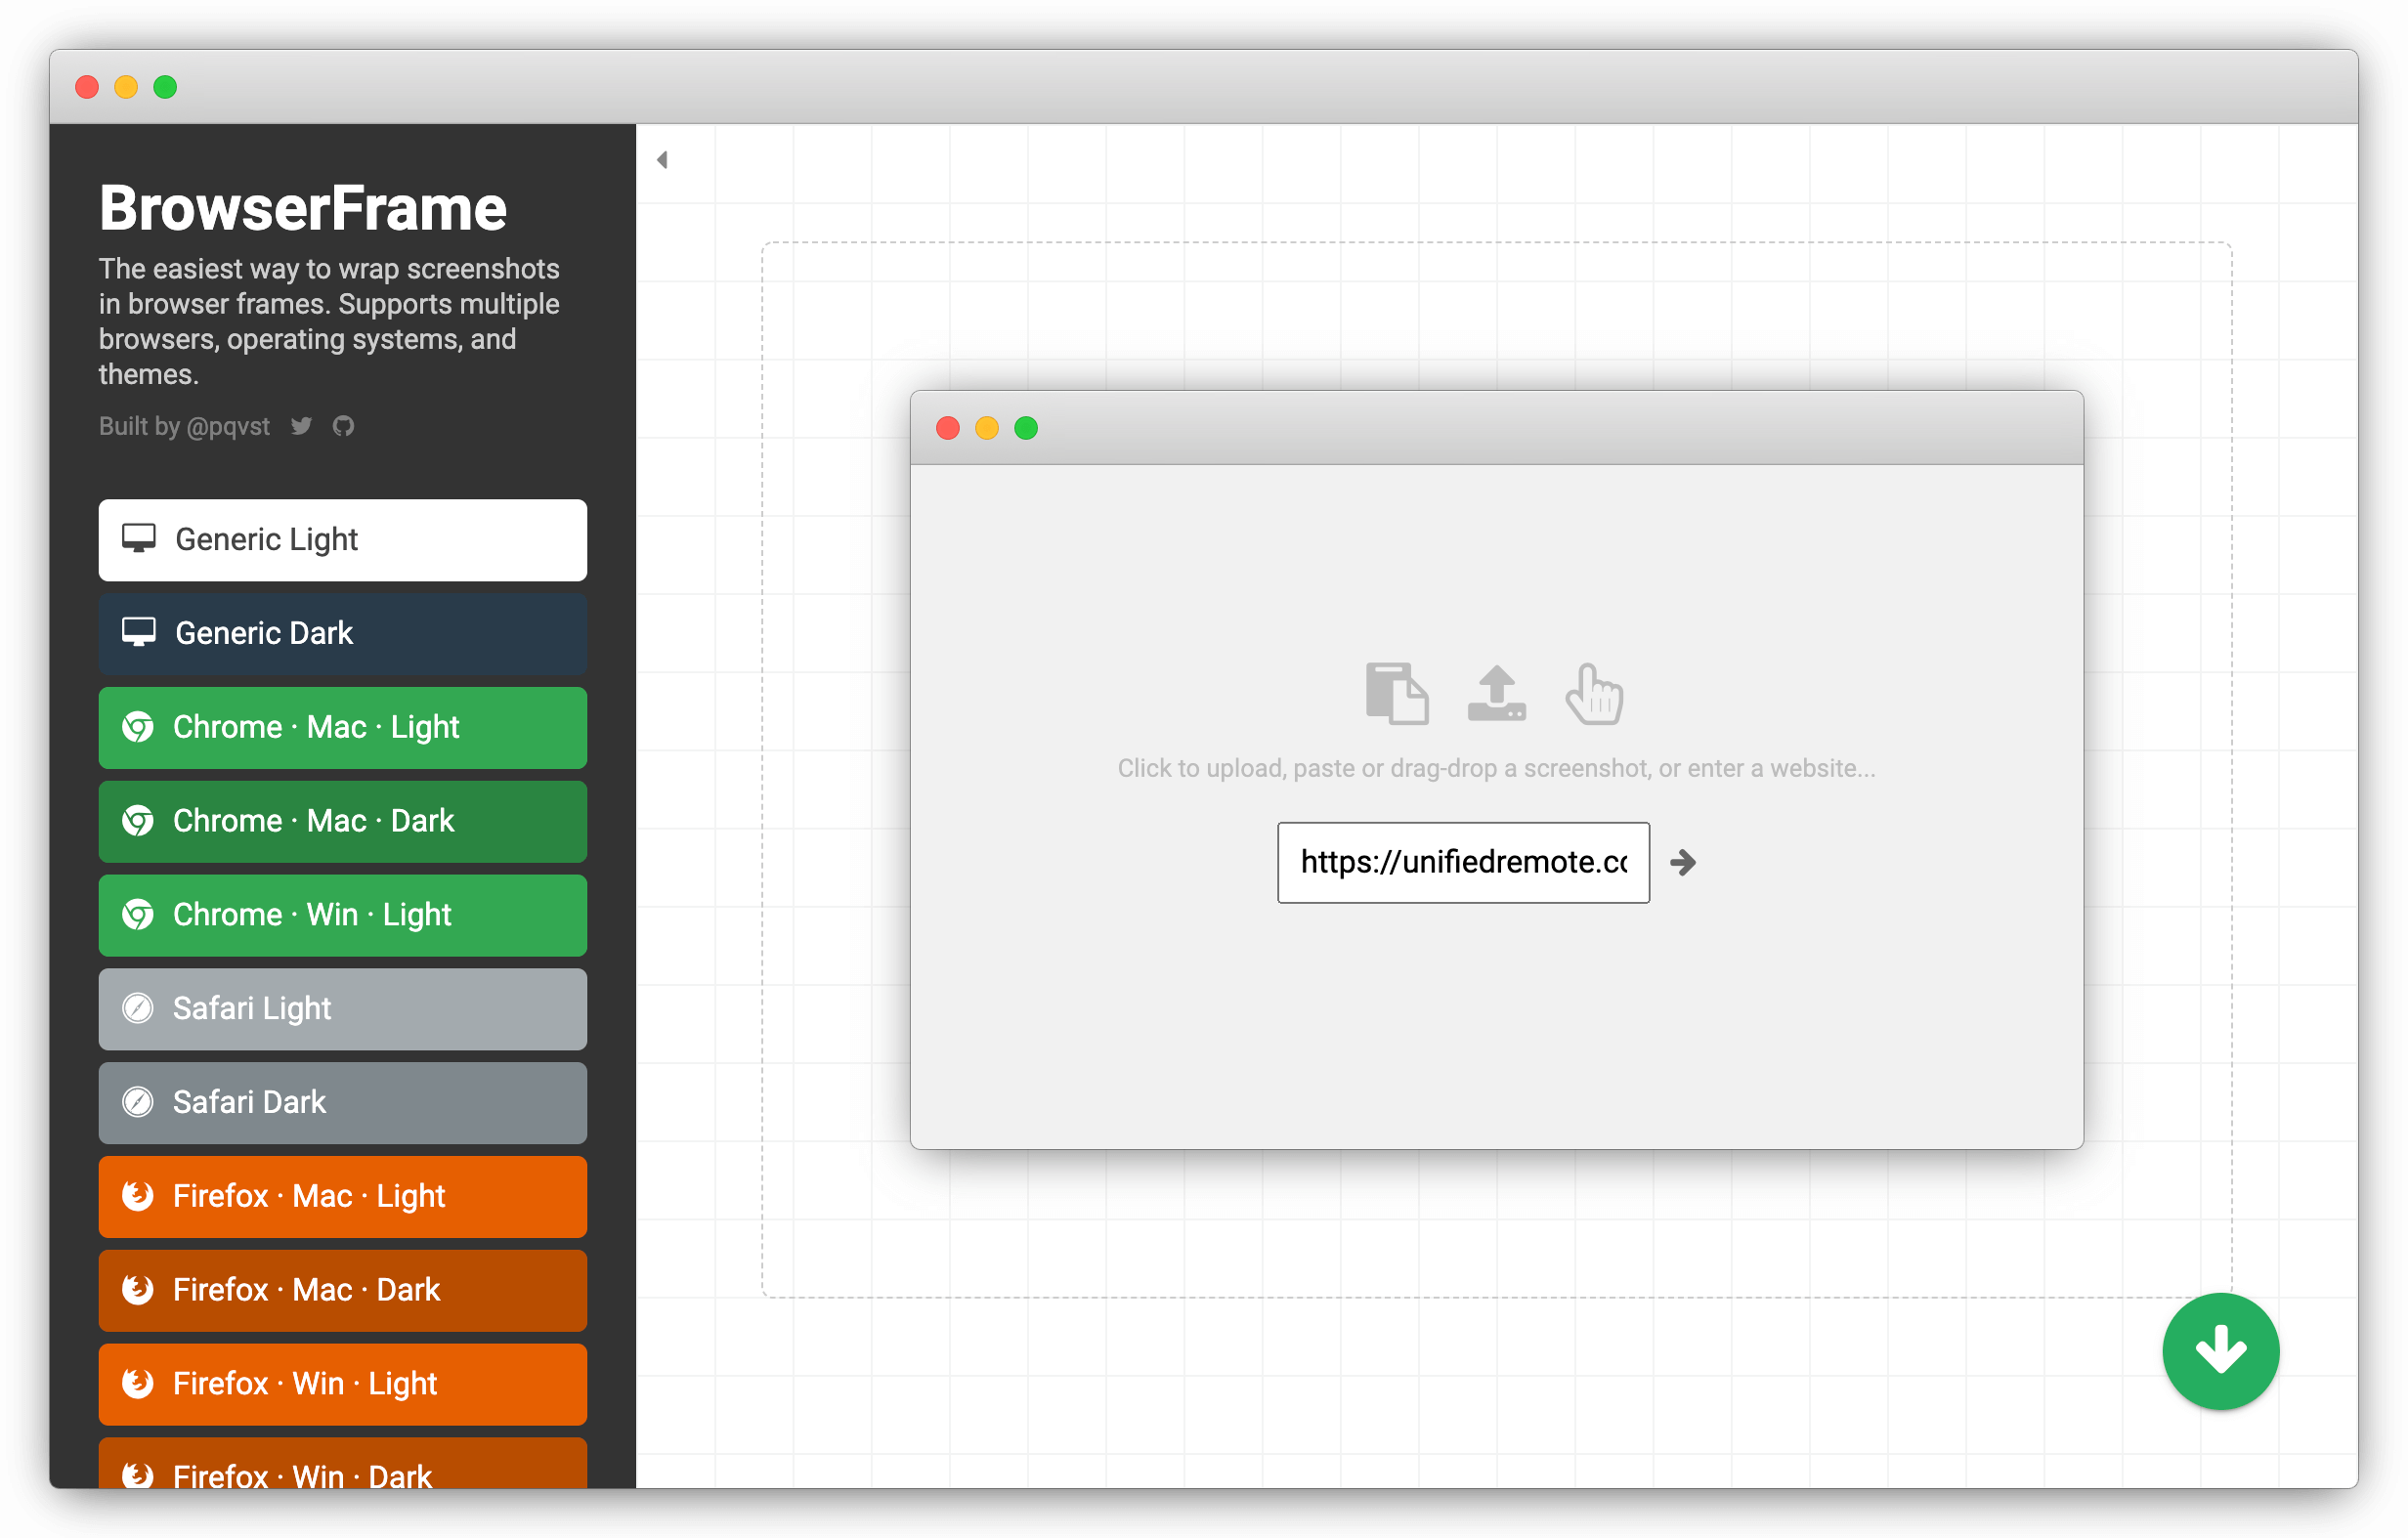 BrowserFrame
The easiest way to wrap screenshots
in browser frames. Supports multiple
browsers, operating systems, and
themes.
Built by @pqvst
Generic Light
Generic Dark
Chrome · Mac · Light
Chrome · Mac · Dark
Chrome · Win · Light
Safari Light
Safari Dark
Firefox · Mac · Light
Firefox · Mac · Dark
Firefox · Win · Light
Firefox · Win · Dark
Click to upload, paste or drag-drop a screenshot, or enter a website...
https://unifiedremote.co